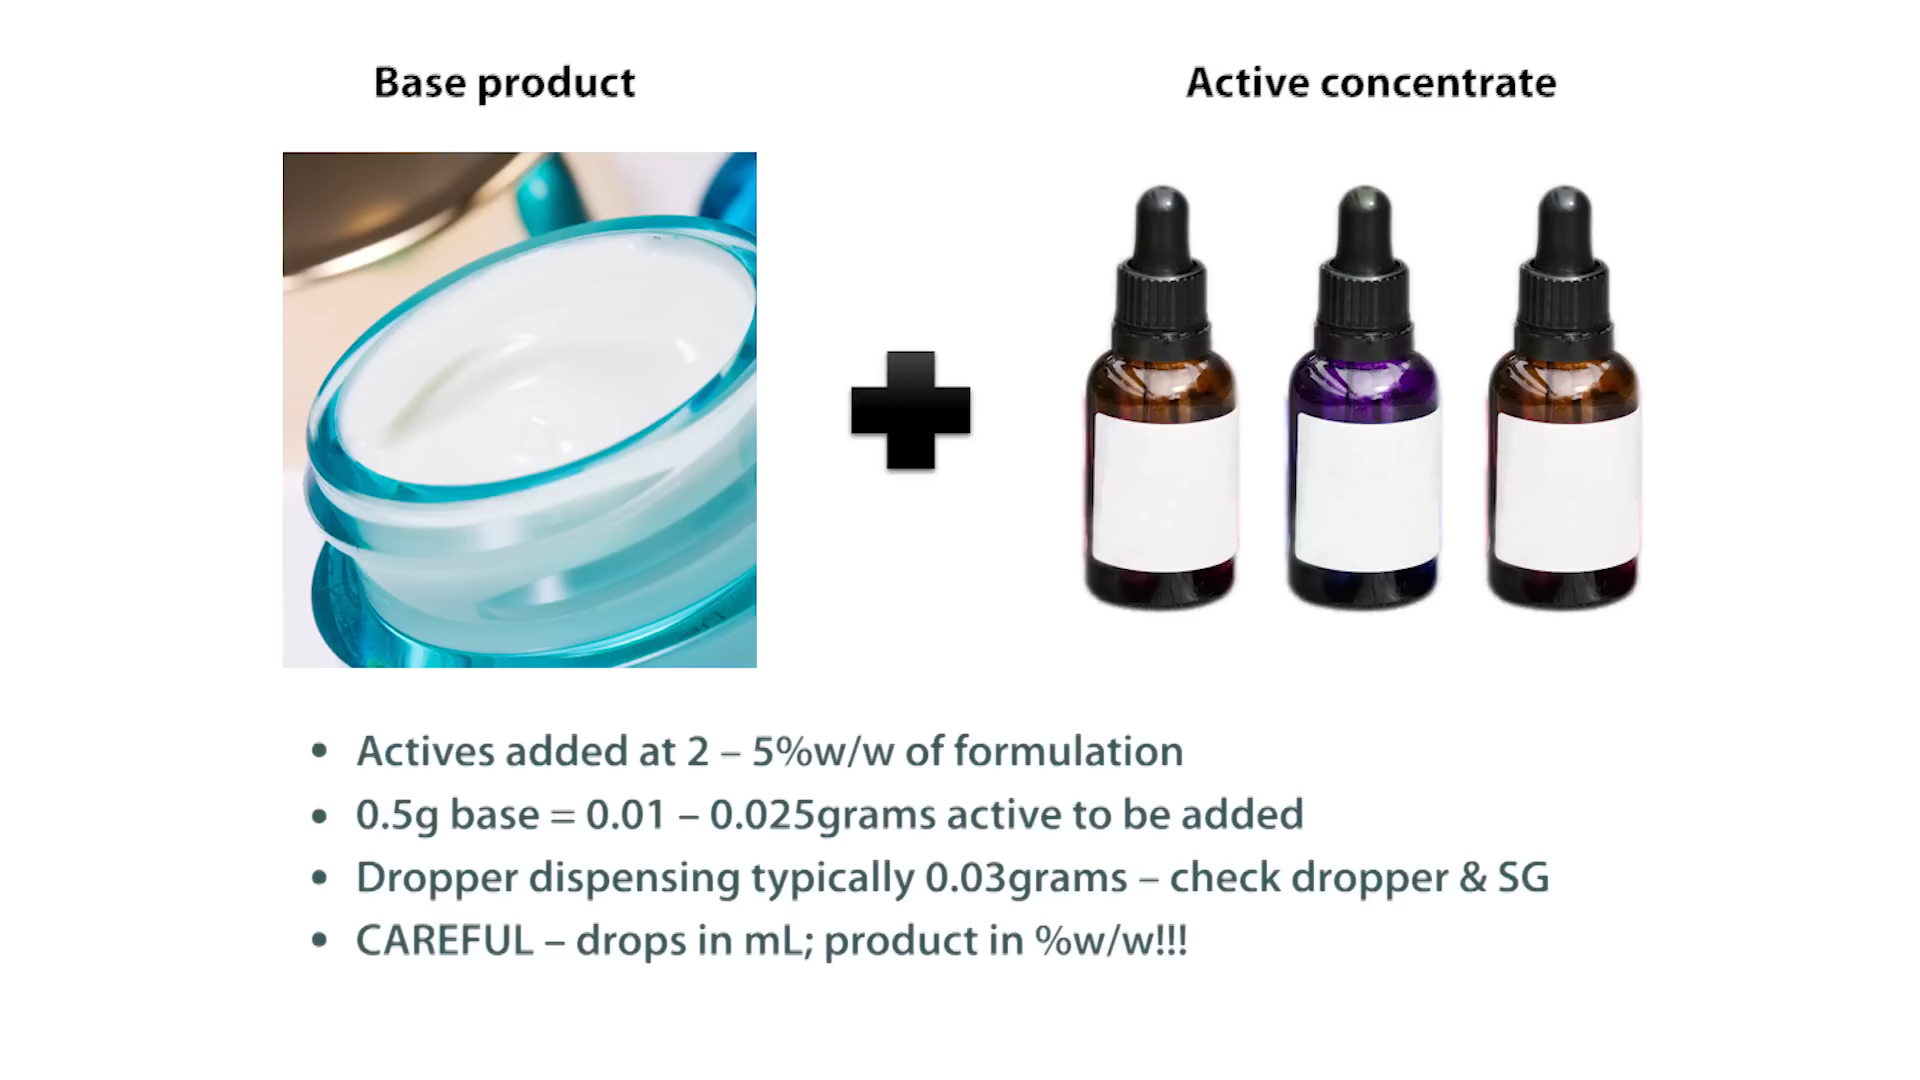 Base product
Active concentrate
• Actives added at 2 – 5%w/w of formulation
• 0.5g base = 0.01 – 0.025grams active to be added
• Dropper dispensing typically 0.03grams – check dropper & SG
• CAREFUL – drops in mL; product in %w/w!!!